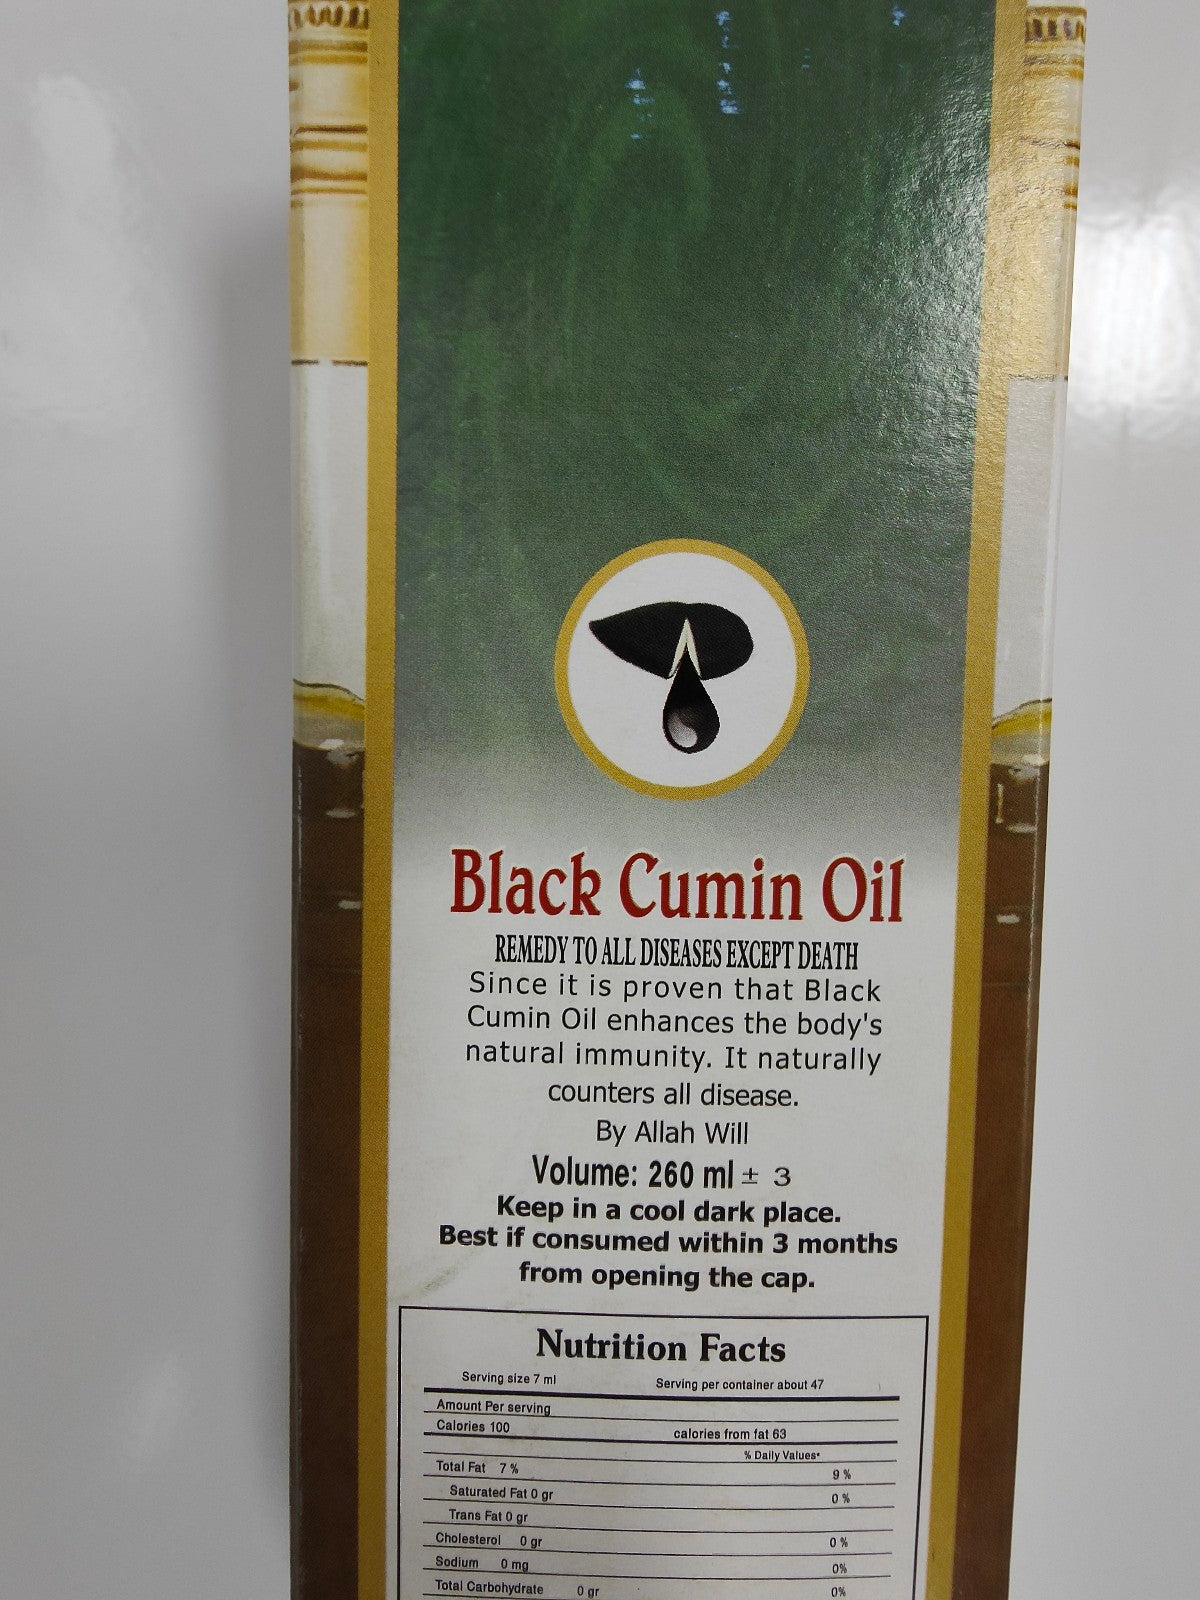 Black Cumin Oil
REMEDY TO ALL DISEASES EXCEPT DEATH
Since it is proven that Black
Cumin Oil enhances the body's
natural immunity. It naturally
counters all disease.
By Allah Will
Volume: 260 ml ± 3
Keep in a cool dark place.
Best if consumed within 3 months
from opening the cap.
Nutrition Facts
Serving size 7 ml Serving per container about 47
Amount Per serving
Calories 100 calories from fat 63
% Daily Values*
Total Fat 7 % 9 %
Saturated Fat 0 gr 0 %
Trans Fat 0 gr
Cholesterol 0 gr 0 %
Sodium 0 mg 0%
Total Carbohydrate 0 gr 0%